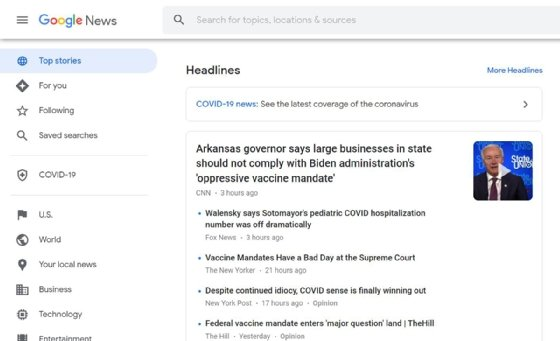 Google News
Search for topics, locations & sources
Top stories
For you
Following
Saved searches
COVID-19
U.S.
World
Your local news
Business
Technology
Entertainment
Headlines
More Headlines
COVID-19 news: See the latest coverage of the coronavirus
Arkansas governor says large businesses in state
should not comply with Biden administration's
'oppressive vaccine mandate'
CNN • 3 hours ago
State
UNION
Walensky says Sotomayor's pediatric COVID hospitalization
number was off dramatically
Fox News • 3 hours ago
Vaccine Mandates Have a Bad Day at the Supreme Court
The New Yorker • 21 hours ago
Despite continued idiocy, COVID sense is finally winning out
New York Post • 17 hours ago • Opinion
Federal vaccine mandate enters 'major question' land | TheHill
The Hill • Yesterday • Opinion